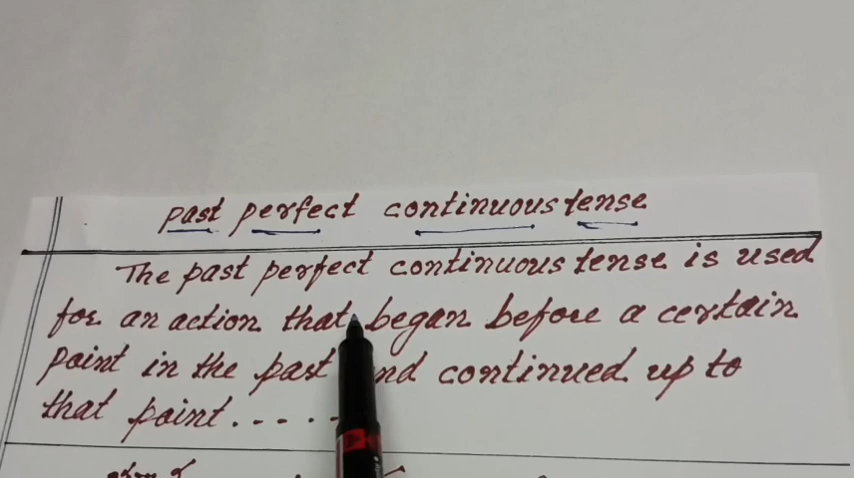 past perfect continuous tense
The past perfect continuous tense is used
for an action that began before a certain
point in the past and continued up to
that point.....